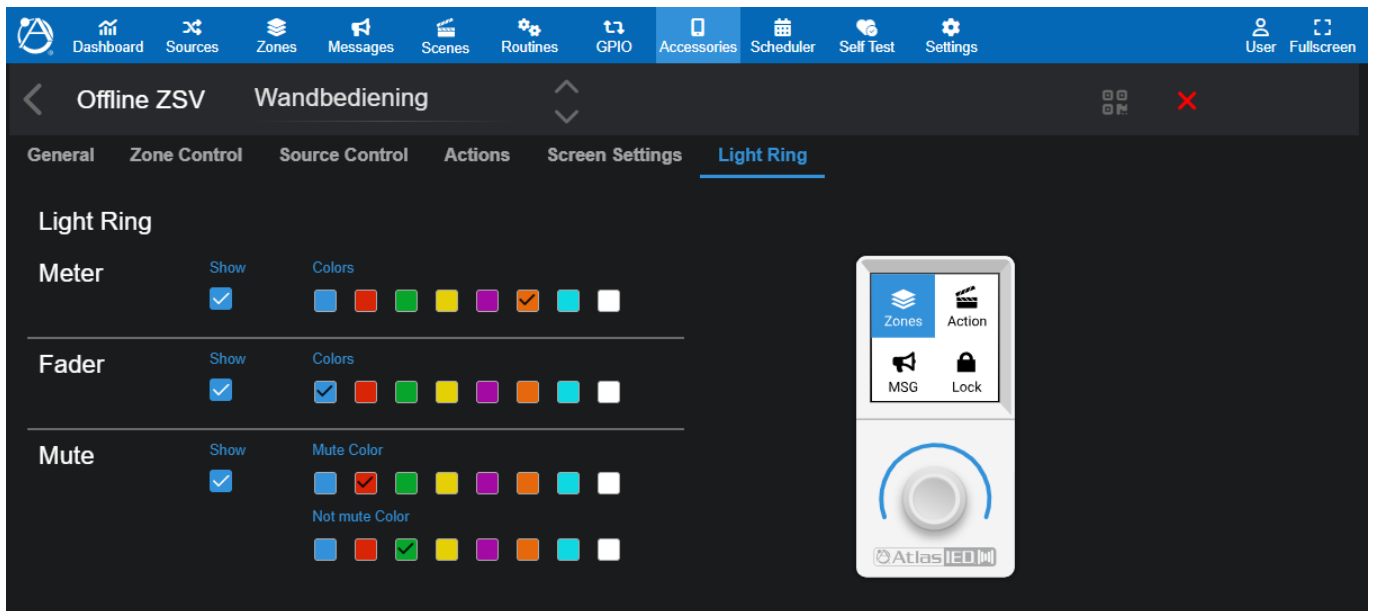 Dashboard Sources Zones Messages Scenes Routines GPIO Accessories Scheduler Self Test Settings User Fullscreen
Offline ZSV Wandbediening
General Zone Control Source Control Actions Screen Settings Light Ring
Light Ring
Meter Show Colors
Fader Show Colors
Mute Show Mute Color
Not mute Color
Zones Action
MSG Lock
AtlasIED